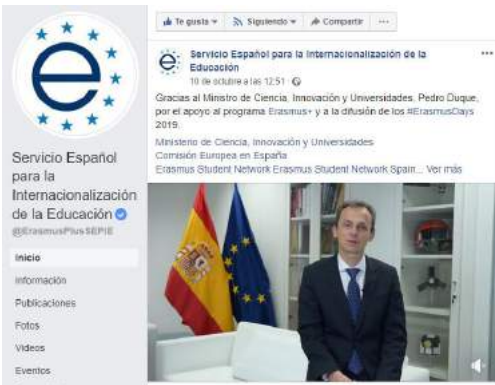 Te gusta Siguiendo Compartir ...
e
Servicio Español para la Internacionalización de la
Educación
10 de octubre a las 12:51
Gracias al Ministro de Ciencia, Innovación y Universidades, Pedro Duque,
por el apoyo al programa Erasmus+ y a la difusión de los #ErasmusDays
2019.
Ministerio de Ciencia, Innovación y Universidades
Comisión Europea en España
Erasmus Student Network Erasmus Student Network Spain... Ver más
e
Servicio Español
para la
Internacionalización
de la Educación
@ErasmusPlusSEPIE
Inicio
Información
Publicaciones
Fotos
Videos
Eventos